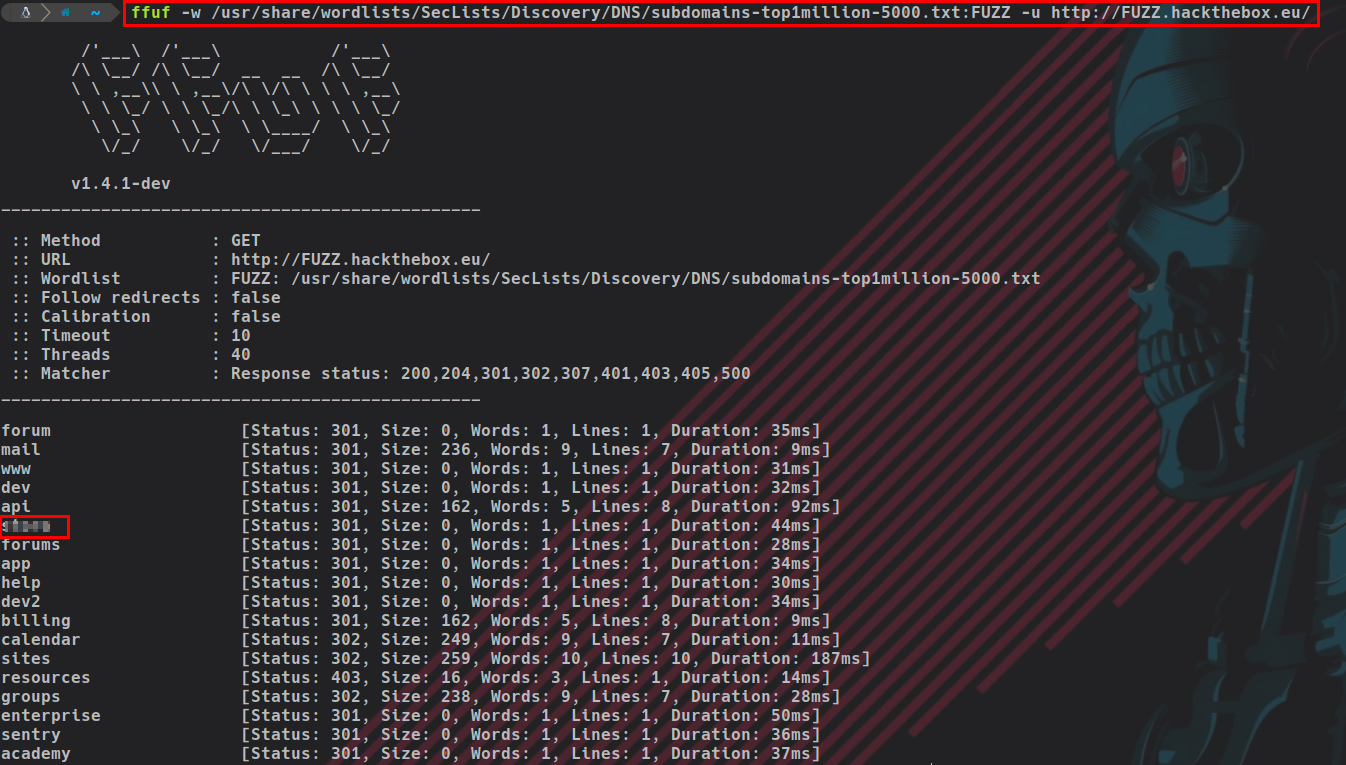 ffuf -w /usr/share/wordlists/SecLists/Discovery/DNS/subdomains-top1million-5000.txt:FUZZ -u http://FUZZ.hackthebox.eu/
        /'___\  /'___\           /'___\
       /\ \__/ /\ \__/  __  __  /\ \__/
       \ \ ,__\\ \ ,__\/\ \/\ \ \ \ ,__\
        \ \ \_/ \ \ \_/\ \ \_\ \ \ \ \_/
         \ \_\   \ \_\  \ \____/  \ \_\
          \/_/    \/_/   \/___/    \/_/
v1.4.1-dev
________________________________________________
:: Method           : GET
:: URL              : http://FUZZ.hackthebox.eu/
:: Wordlist         : FUZZ: /usr/share/wordlists/SecLists/Discovery/DNS/subdomains-top1million-5000.txt
:: Follow redirects : false
:: Calibration      : false
:: Timeout          : 10
:: Threads          : 40
:: Matcher          : Response status: 200,204,301,302,307,401,403,405,500
________________________________________________
forum                   [Status: 301, Size: 0, Words: 1, Lines: 1, Duration: 35ms]
mail                    [Status: 301, Size: 236, Words: 9, Lines: 7, Duration: 9ms]
www                     [Status: 301, Size: 0, Words: 1, Lines: 1, Duration: 31ms]
dev                     [Status: 301, Size: 0, Words: 1, Lines: 1, Duration: 32ms]
api                     [Status: 301, Size: 162, Words: 5, Lines: 8, Duration: 92ms]
[Status: 301, Size: 0, Words: 1, Lines: 1, Duration: 44ms]
forums                  [Status: 301, Size: 0, Words: 1, Lines: 1, Duration: 28ms]
app                     [Status: 301, Size: 0, Words: 1, Lines: 1, Duration: 34ms]
help                    [Status: 301, Size: 0, Words: 1, Lines: 1, Duration: 30ms]
dev2                    [Status: 301, Size: 0, Words: 1, Lines: 1, Duration: 34ms]
billing                 [Status: 301, Size: 162, Words: 5, Lines: 8, Duration: 9ms]
calendar                [Status: 302, Size: 249, Words: 9, Lines: 7, Duration: 11ms]
sites                   [Status: 302, Size: 259, Words: 10, Lines: 10, Duration: 187ms]
resources               [Status: 403, Size: 16, Words: 3, Lines: 1, Duration: 14ms]
groups                  [Status: 302, Size: 238, Words: 9, Lines: 7, Duration: 28ms]
enterprise              [Status: 301, Size: 0, Words: 1, Lines: 1, Duration: 50ms]
sentry                  [Status: 301, Size: 0, Words: 1, Lines: 1, Duration: 36ms]
academy                 [Status: 301, Size: 0, Words: 1, Lines: 1, Duration: 37ms]